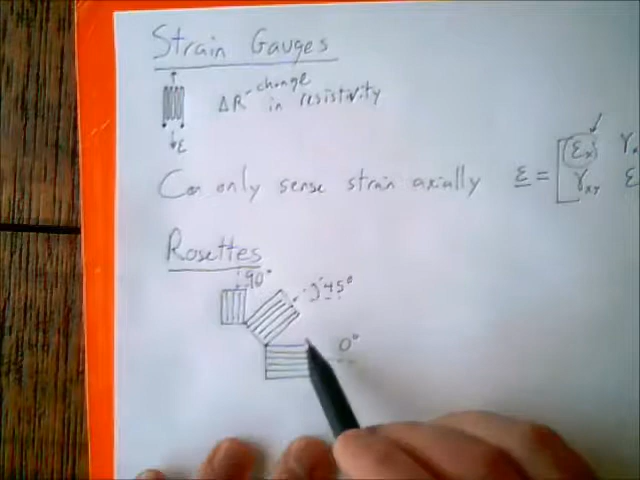 Strain Gauges
ΔR - change in resistivity
ε
Can only sense strain axially
ε = [ εx γ
γxy ε
Rosettes
90°
45°
0°